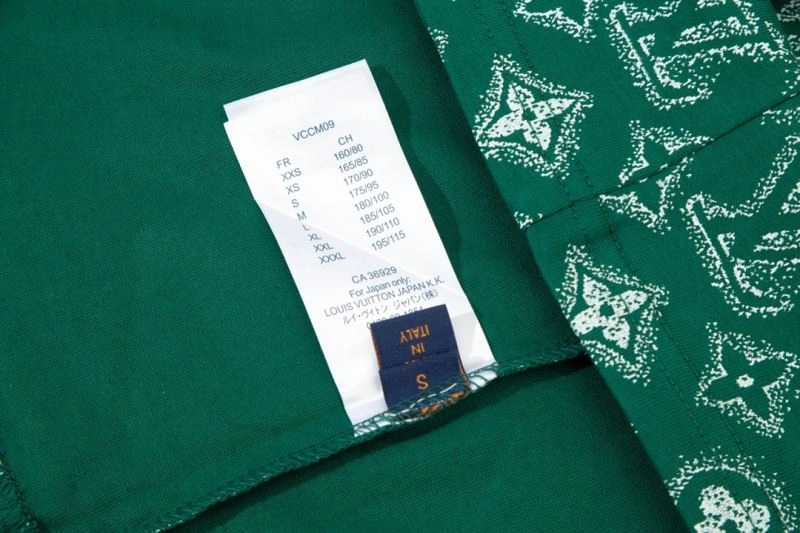 VCCM09
FR CH
XXS 160/80
XS 165/85
S 170/90
M 175/95
L 180/100
XL 185/105
XXL 190/110
XXXL 195/115
CA 36929
For Japan only:
LOUIS VUITTON JAPAN K.K.
ルイ・ヴィトン ジャパン(株)
IN
ITALY
S